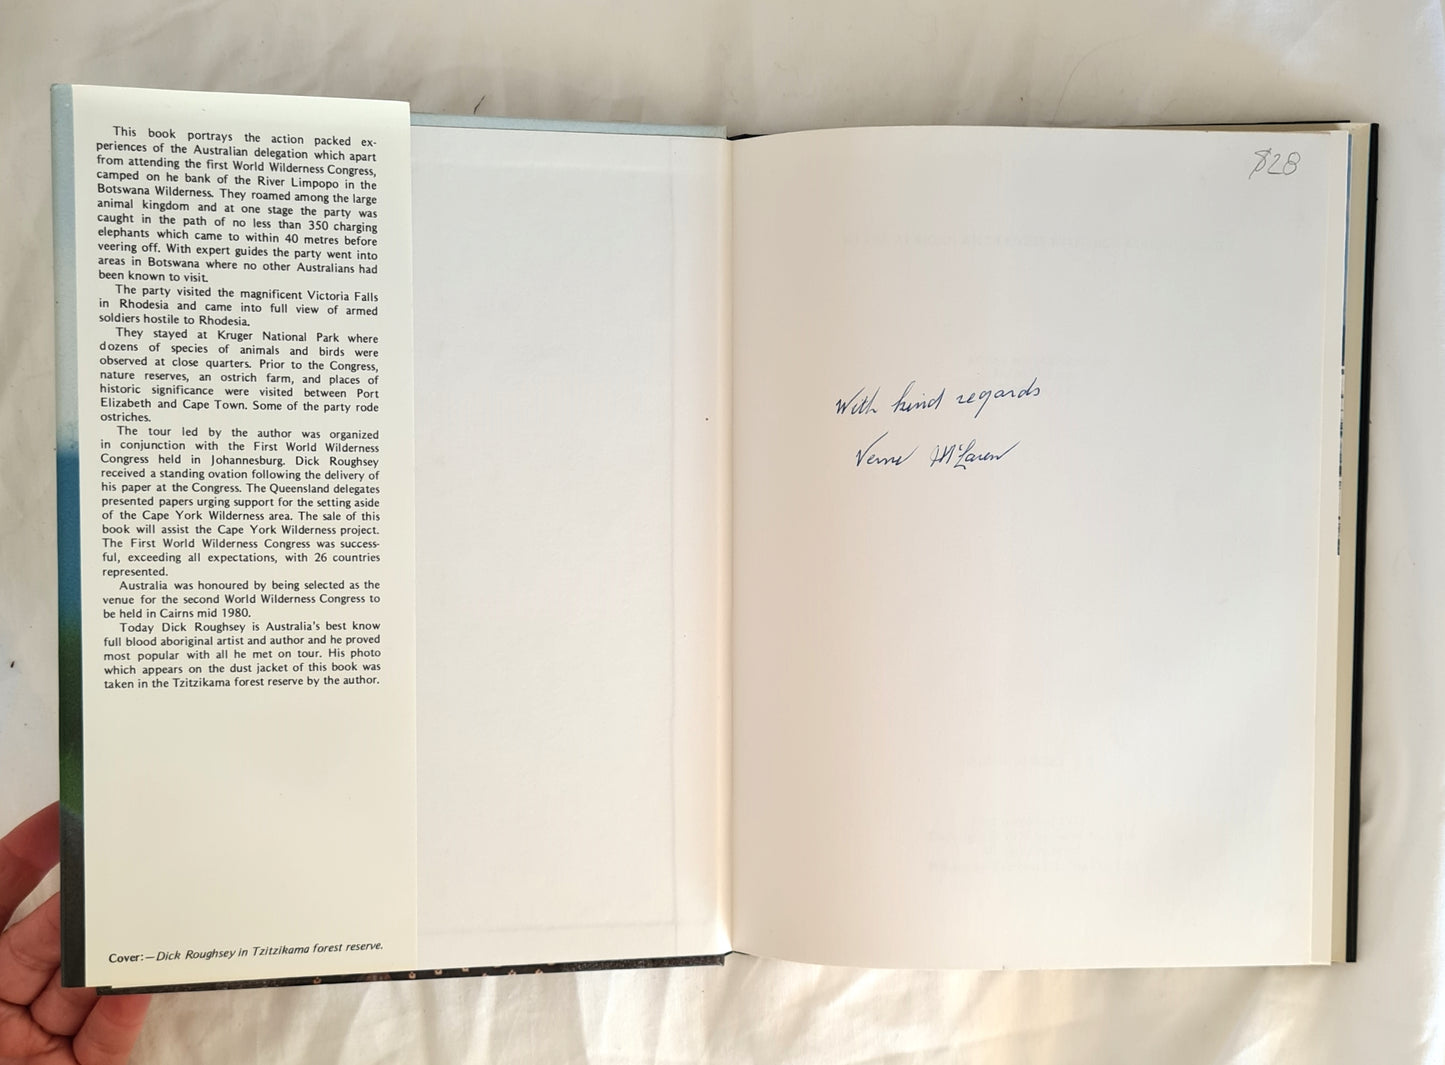 This book portrays the action packed ex-
periences of the Australian delegation which apart
from attending the first World Wilderness Congress,
camped on he bank of the River Limpopo in the
Botswana Wilderness. They roamed among the large
animal kingdom and at one stage the party was
caught in the path of no less than 350 charging
elephants which came to within 40 metres before
veering off. With expert guides the party went into
areas in Botswana where no other Australians had
been known to visit.
The party visited the magnificent Victoria Falls
in Rhodesia and came into full view of armed
soldiers hostile to Rhodesia.
They stayed at Kruger National Park where
dozens of species of animals and birds were
observed at close quarters. Prior to the Congress,
nature reserves, an ostrich farm, and places of
historic significance were visited between Port
Elizabeth and Cape Town. Some of the party rode
ostriches.
The tour led by the author was organized
in conjunction with the First World Wilderness
Congress held in Johannesburg. Dick Roughsey
received a standing ovation following the delivery of
his paper at the Congress. The Queensland delegates
presented papers urging support for the setting aside
of the Cape York Wilderness area. The sale of this
book will assist the Cape York Wilderness project.
The First World Wilderness Congress was success-
ful, exceeding all expectations, with 26 countries
represented.
Australia was honoured by being selected as the
venue for the second World Wilderness Congress to
be held in Cairns mid 1980.
Today Dick Roughsey is Australia's best know
full blood aboriginal artist and author and he proved
most popular with all he met on tour. His photo
which appears on the dust jacket of this book was
taken in the Tzitzikama forest reserve by the author.
Cover:—Dick Roughsey in Tzitzikama forest reserve.
$28
With kind regards
Verne McLaren